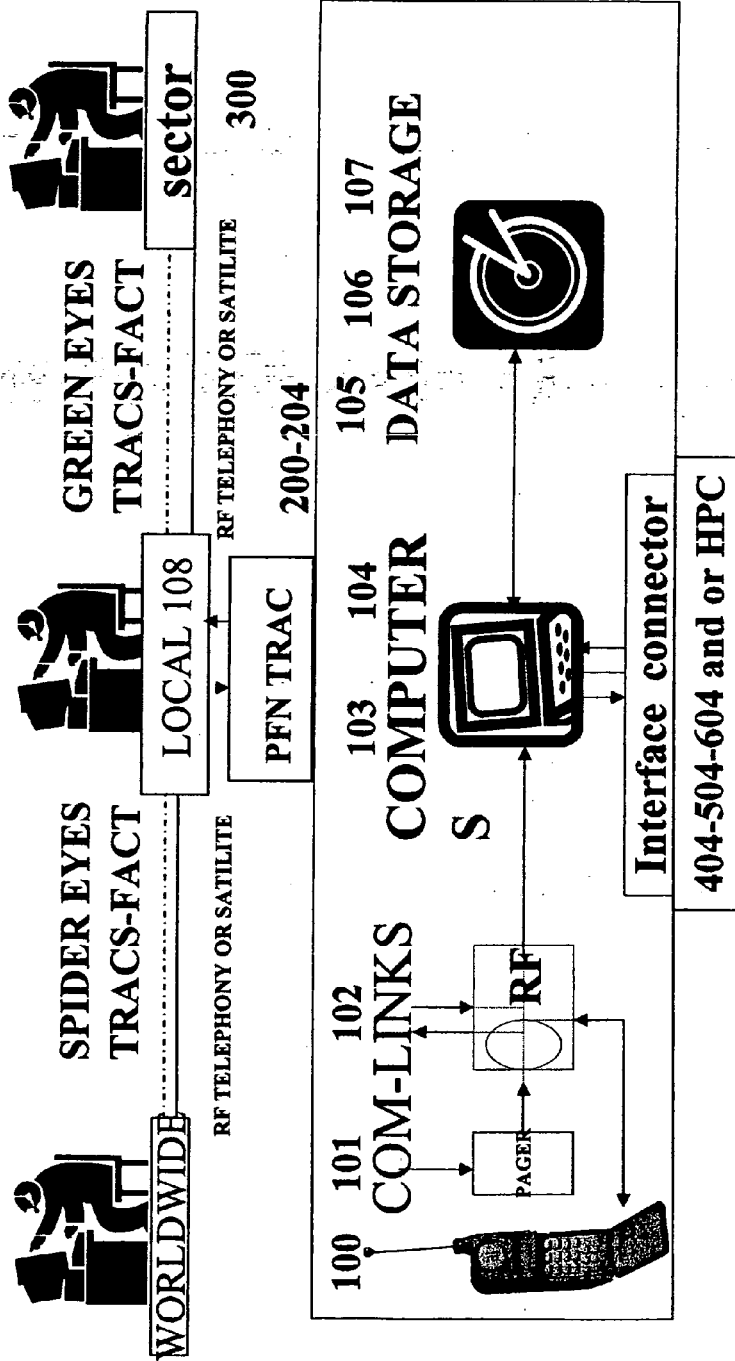 SPIDER EYES
TRACS-FACT
GREEN EYES
TRACS-FACT
WORLDWIDE
LOCAL 108
sector
RF TELEPHONY OR SATILITE
RF TELEPHONY OR SATILITE
300
PFN TRAC
200-204
100
101
102
103
104
105
106
107
COM-LINKS
COMPUTER
S
DATA STORAGE
PAGER
RF
Interface connector
404-504-604 and or HPC